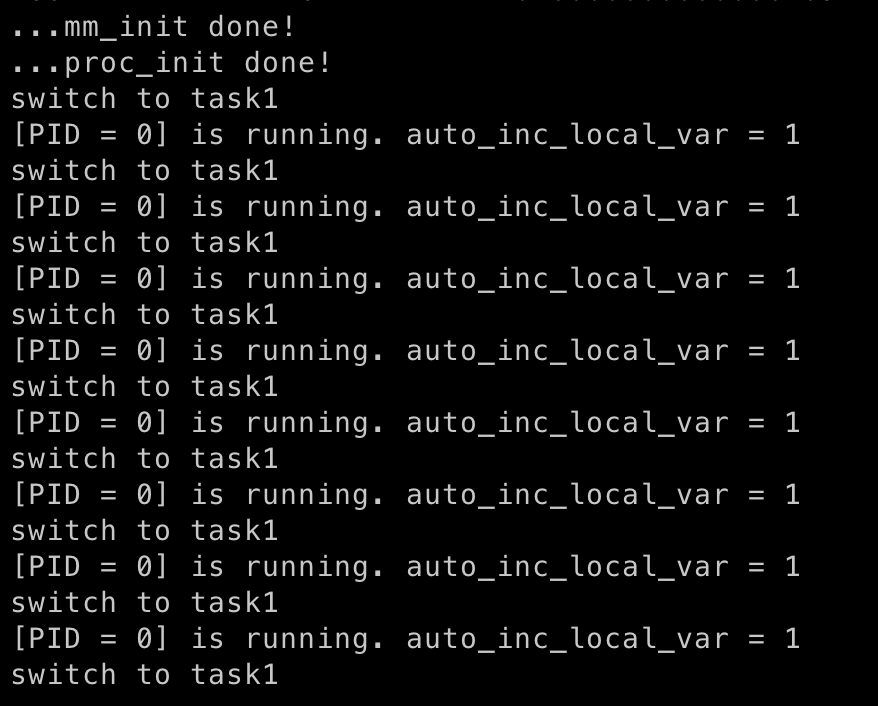 ...mm_init done!
...proc_init done!
switch to task1
[PID = 0] is running. auto_inc_local_var = 1
switch to task1
[PID = 0] is running. auto_inc_local_var = 1
switch to task1
[PID = 0] is running. auto_inc_local_var = 1
switch to task1
[PID = 0] is running. auto_inc_local_var = 1
switch to task1
[PID = 0] is running. auto_inc_local_var = 1
switch to task1
[PID = 0] is running. auto_inc_local_var = 1
switch to task1
[PID = 0] is running. auto_inc_local_var = 1
switch to task1
[PID = 0] is running. auto_inc_local_var = 1
switch to task1